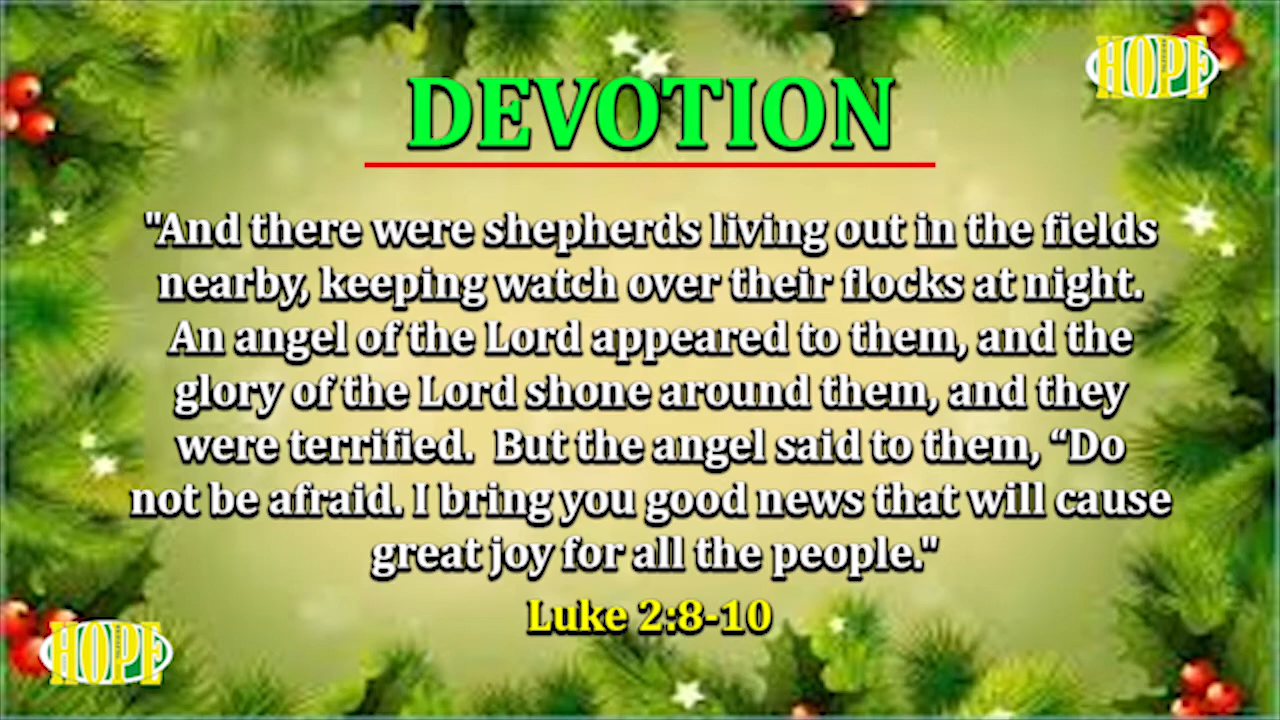 HOPE
DEVOTION
"And there were shepherds living out in the fields
nearby, keeping watch over their flocks at night.
An angel of the Lord appeared to them, and the
glory of the Lord shone around them, and they
were terrified.  But the angel said to them, “Do
not be afraid. I bring you good news that will cause
great joy for all the people."
Luke 2:8-10
HOPE